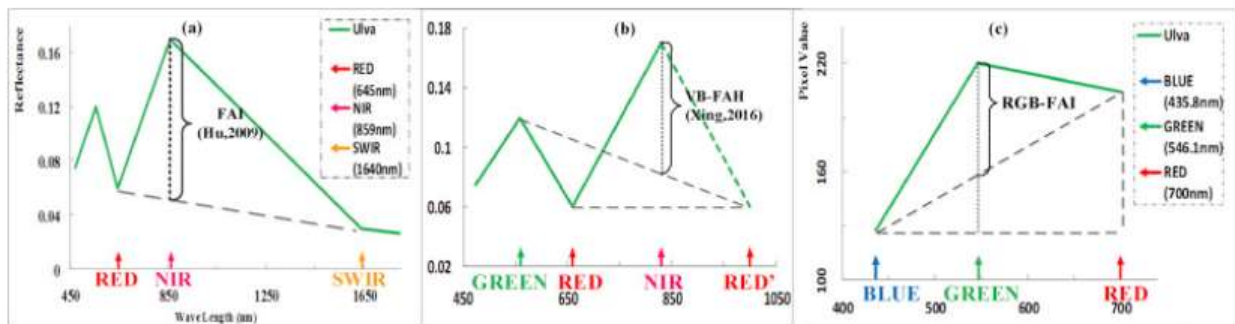 Reflectance
(a)
0.16
0.12
0.08
0.04
0
FAI
(Hu,2009)
Ulva
RED
(645nm)
NIR
(859nm)
SWIR
(1640nm)
RED
NIR
SWIR
450
850
1250
1650
Wave Length (nm)
(b)
0.18
0.14
0.1
0.06
0.02
VB-FAH
(Xing,2016)
GREEN
RED
NIR
RED'
450
650
850
1050
Pixel Value
(c)
220
160
100
RGB-FAI
Ulva
BLUE
(435.8nm)
GREEN
(546.1nm)
RED
(700nm)
BLUE
GREEN
RED
400
500
600
700